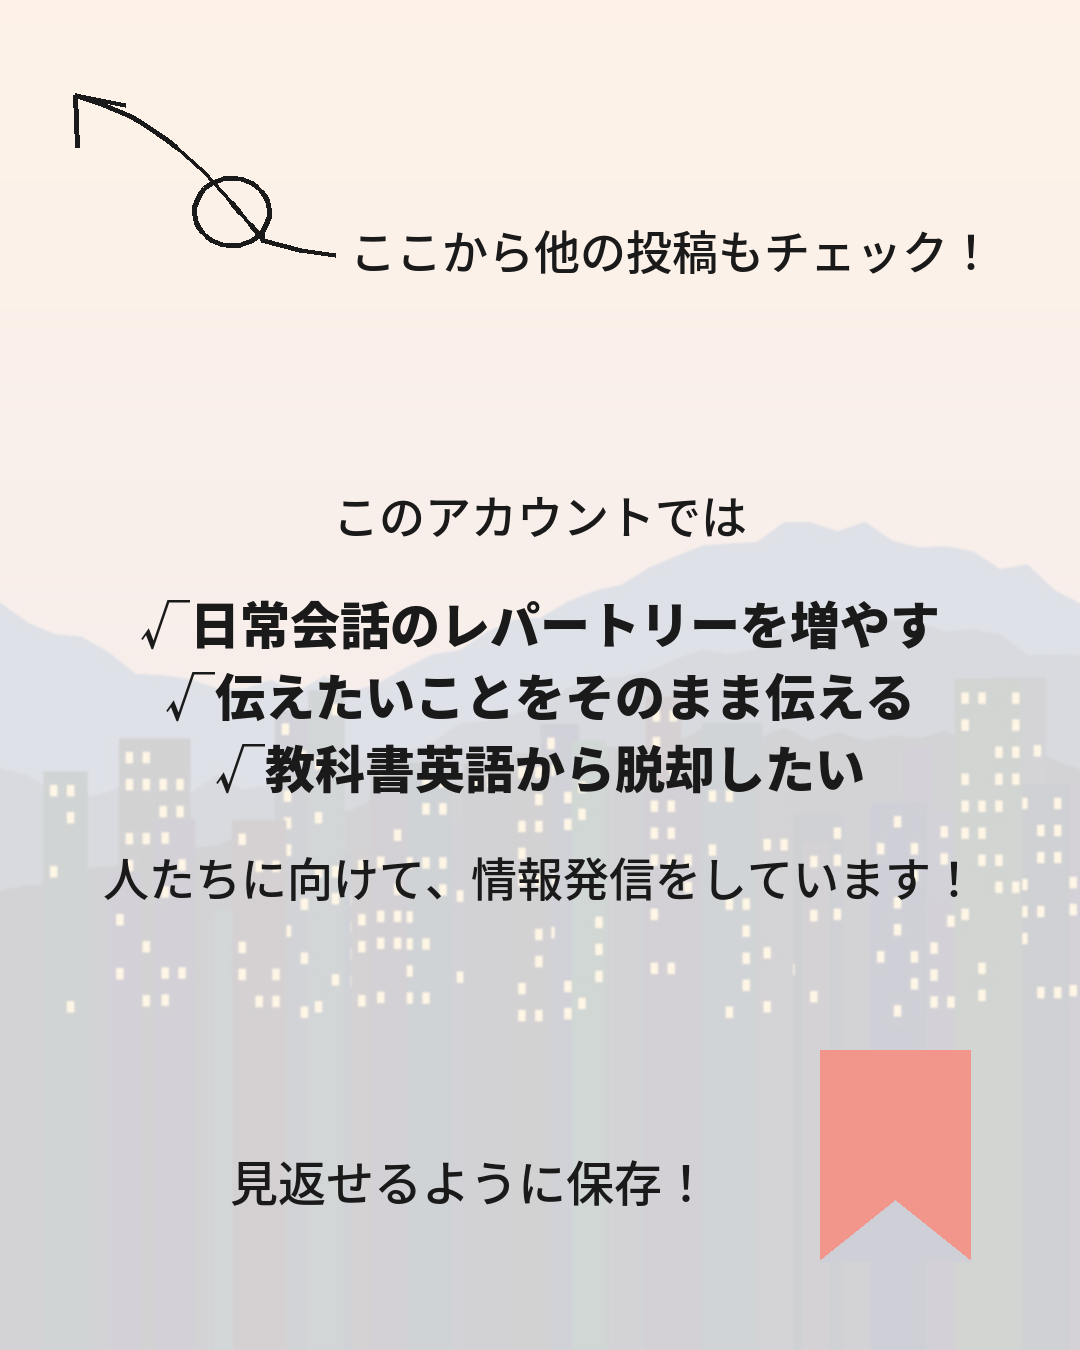 ここから他の投稿もチェック！
このアカウントでは
√日常会話のレパートリーを増やす
√伝えたいことをそのまま伝える
√教科書英語から脱却したい
人たちに向けて、情報発信をしています！
見返せるように保存！